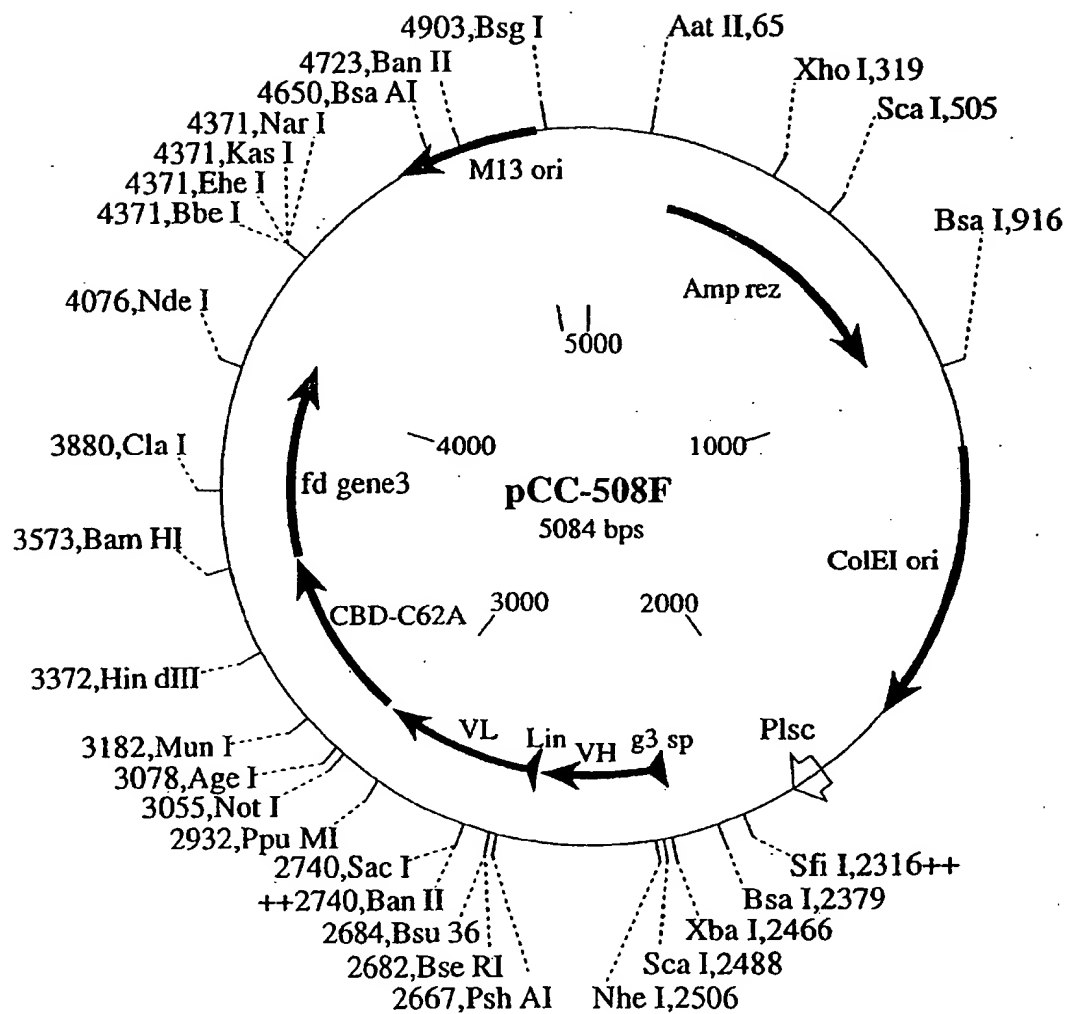 4903,Bsg I
Aat II,65
4723,Ban II
Xho I,319
4650,Bsa AI
Sca I,505
4371,Nar I
4371,Kas I
M13 ori
4371,Ehe I
4371,Bbe I
Bsa I,916
Amp rez
4076,Nde I
5000
3880,Cla I
4000
1000
fd gene3
pCC-508F
5084 bps
3573,Bam HI
ColEI ori
3000
2000
CBD-C62A
3372,Hin dIII
VL
Lin
VH
g3 sp
Plsc
3182,Mun I
3078,Age I
3055,Not I
2932,Ppu MI
2740,Sac I
Sfi I,2316++
++2740,Ban II
Bsa I,2379
2684,Bsu 36
Xba I,2466
2682,Bse RI
Sca I,2488
2667,Psh AI
Nhe I,2506